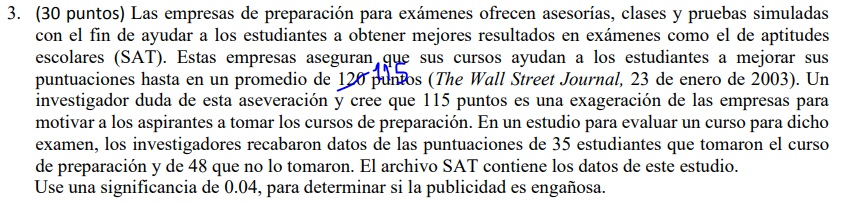 3. (30 puntos) Las empresas de preparación para exámenes ofrecen asesorías, clases y pruebas simuladas
con el fin de ayudar a los estudiantes a obtener mejores resultados en exámenes como el de aptitudes
escolares (SAT). Estas empresas aseguran que sus cursos ayudan a los estudiantes a mejorar sus
puntuaciones hasta en un promedio de 120 115 puntos (The Wall Street Journal, 23 de enero de 2003). Un
investigador duda de esta aseveración y cree que 115 puntos es una exageración de las empresas para
motivar a los aspirantes a tomar los cursos de preparación. En un estudio para evaluar un curso para dicho
examen, los investigadores recabaron datos de las puntuaciones de 35 estudiantes que tomaron el curso
de preparación y de 48 que no lo tomaron. El archivo SAT contiene los datos de este estudio.
Use una significancia de 0.04, para determinar si la publicidad es engañosa.